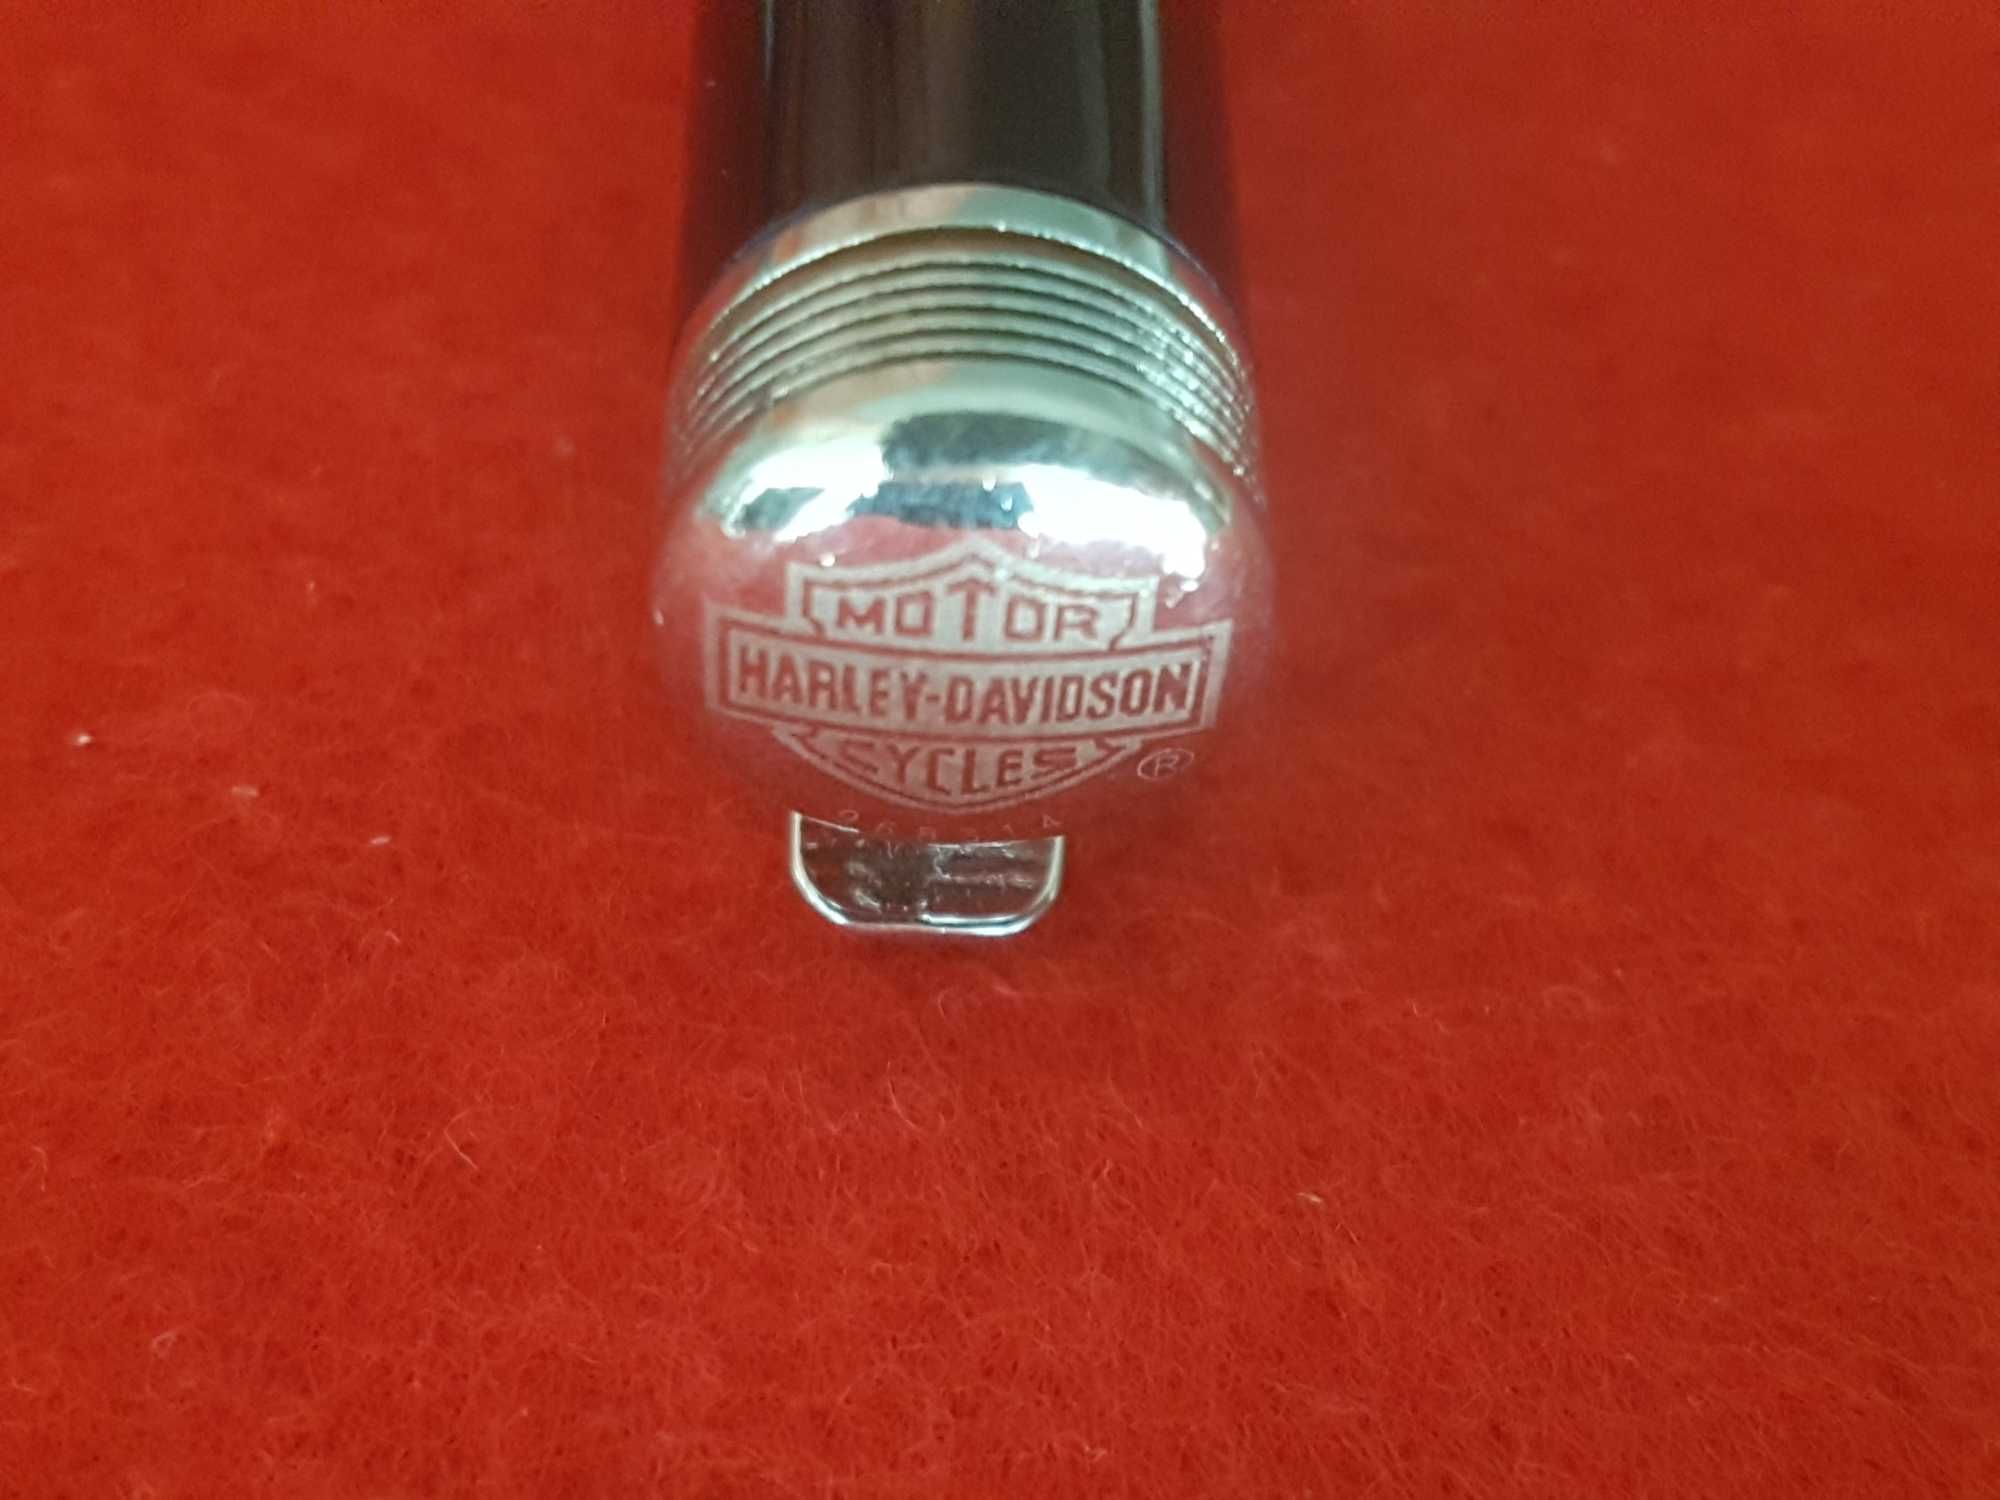 MOTOR
HARLEY-DAVIDSON
CYCLES
®